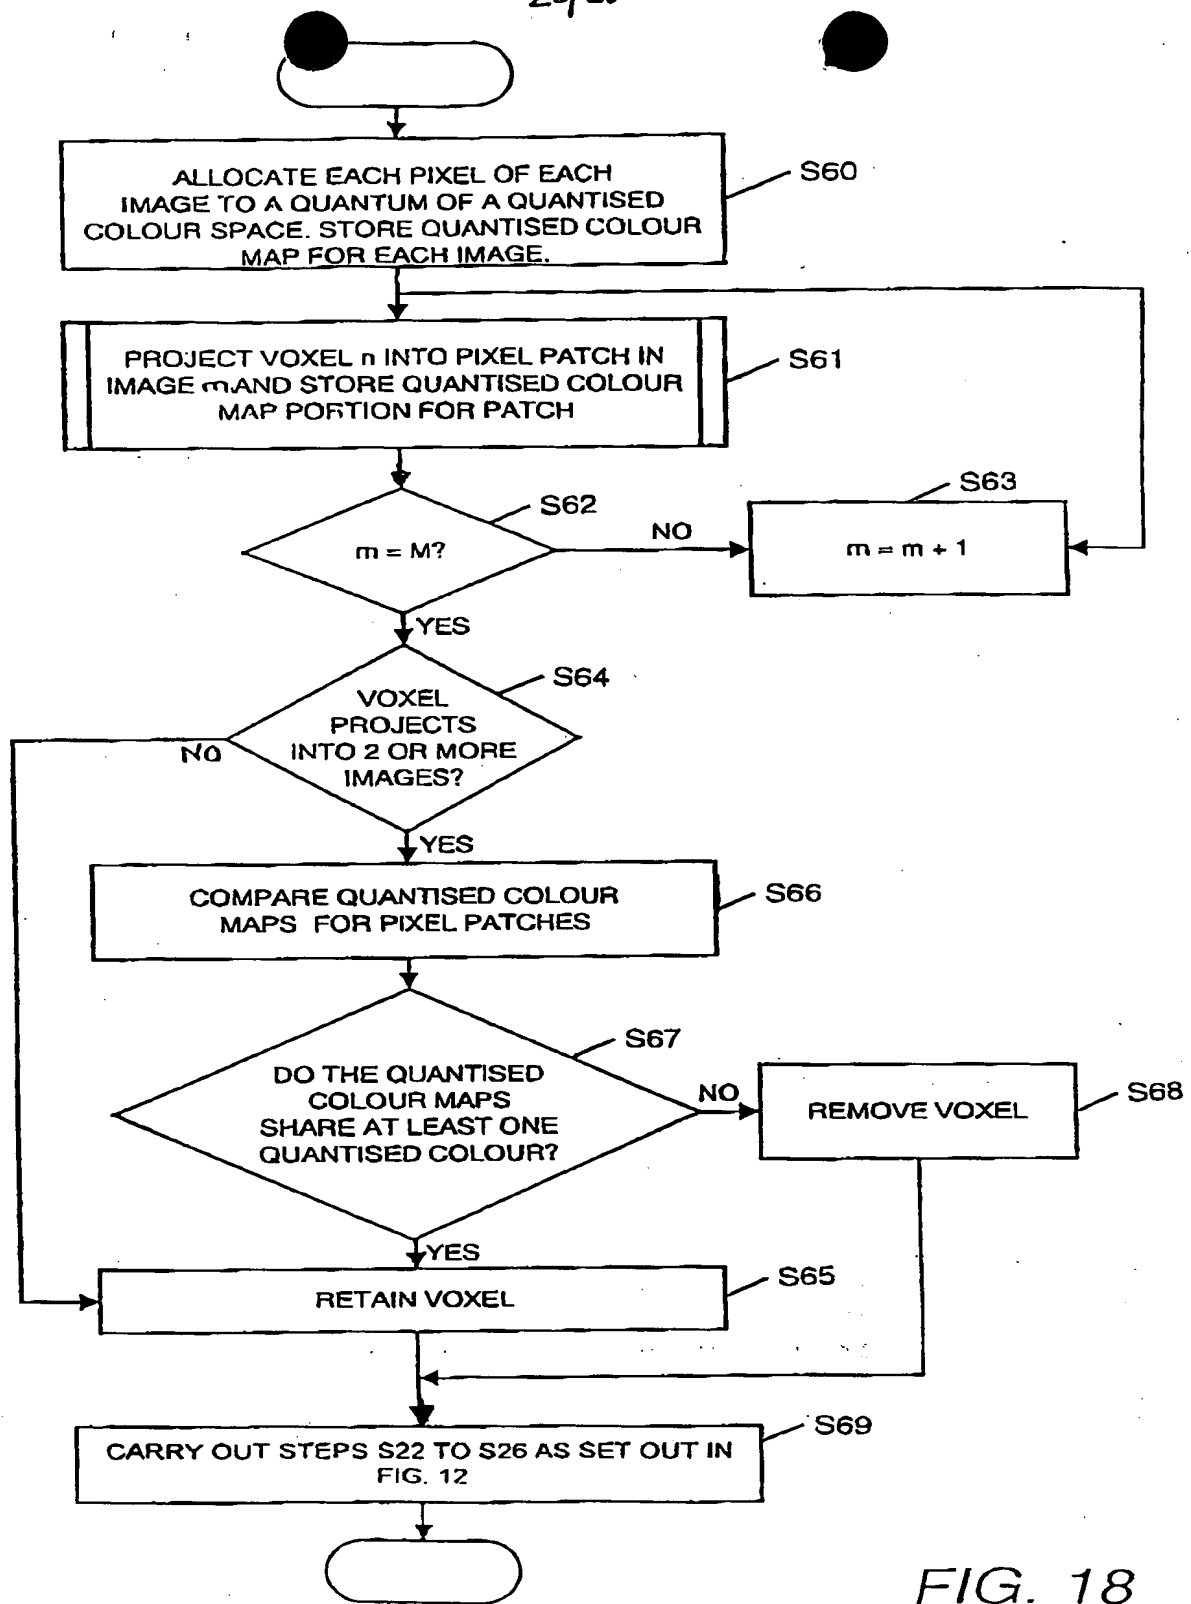 ALLOCATE EACH PIXEL OF EACH
IMAGE TO A QUANTUM OF A QUANTISED
COLOUR SPACE. STORE QUANTISED COLOUR
MAP FOR EACH IMAGE.
S60
PROJECT VOXEL n INTO PIXEL PATCH IN
IMAGE m AND STORE QUANTISED COLOUR
MAP PORTION FOR PATCH
S61
m = M?
S62
NO
S63
m = m + 1
YES
S64
VOXEL
PROJECTS
INTO 2 OR MORE
IMAGES?
NO
YES
COMPARE QUANTISED COLOUR
MAPS FOR PIXEL PATCHES
S66
S67
DO THE QUANTISED
COLOUR MAPS
SHARE AT LEAST ONE
QUANTISED COLOUR?
NO
REMOVE VOXEL
S68
YES
RETAIN VOXEL
S65
CARRY OUT STEPS S22 TO S26 AS SET OUT IN
FIG. 12
S69
FIG. 18